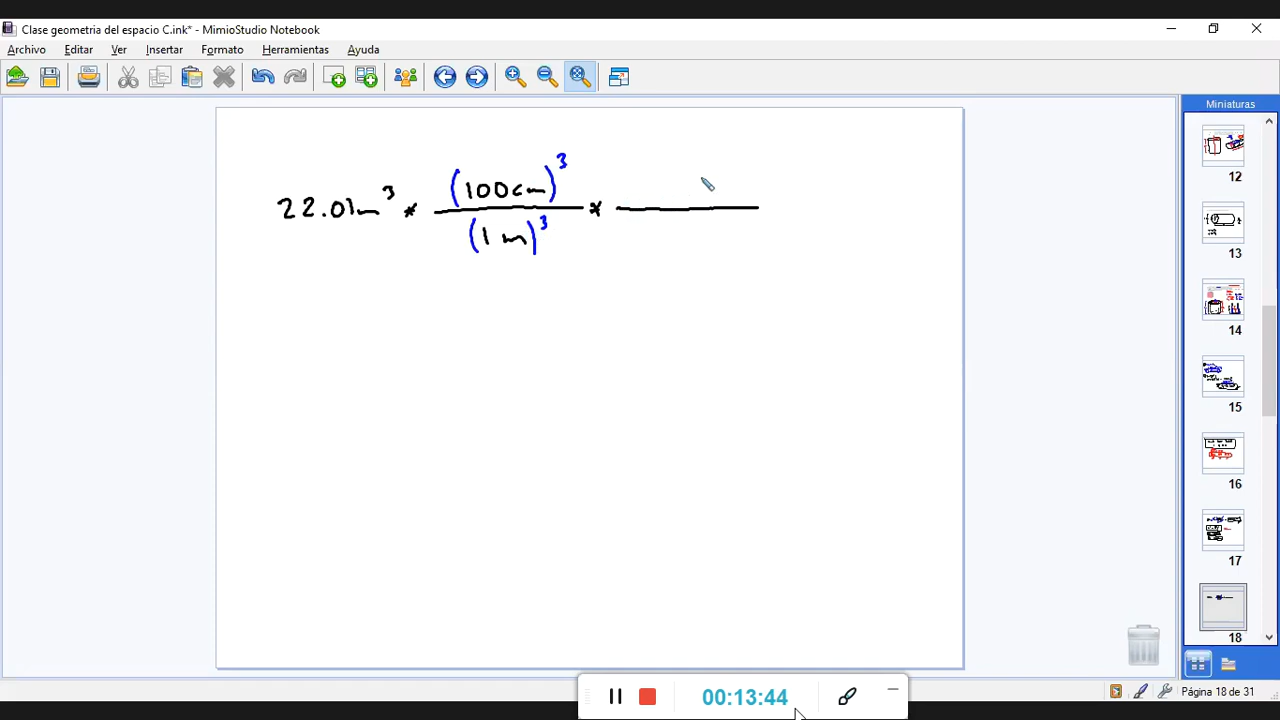 Clase geometria del espacio C.ink* - MimioStudio Notebook
Archivo Editar Ver Insertar Formato Herramientas Ayuda
Miniaturas
22.01m³ * (100cm)³ / (1 m)³ *
12
13
14
15
16
17
18
00:13:44
Página 18 de 31